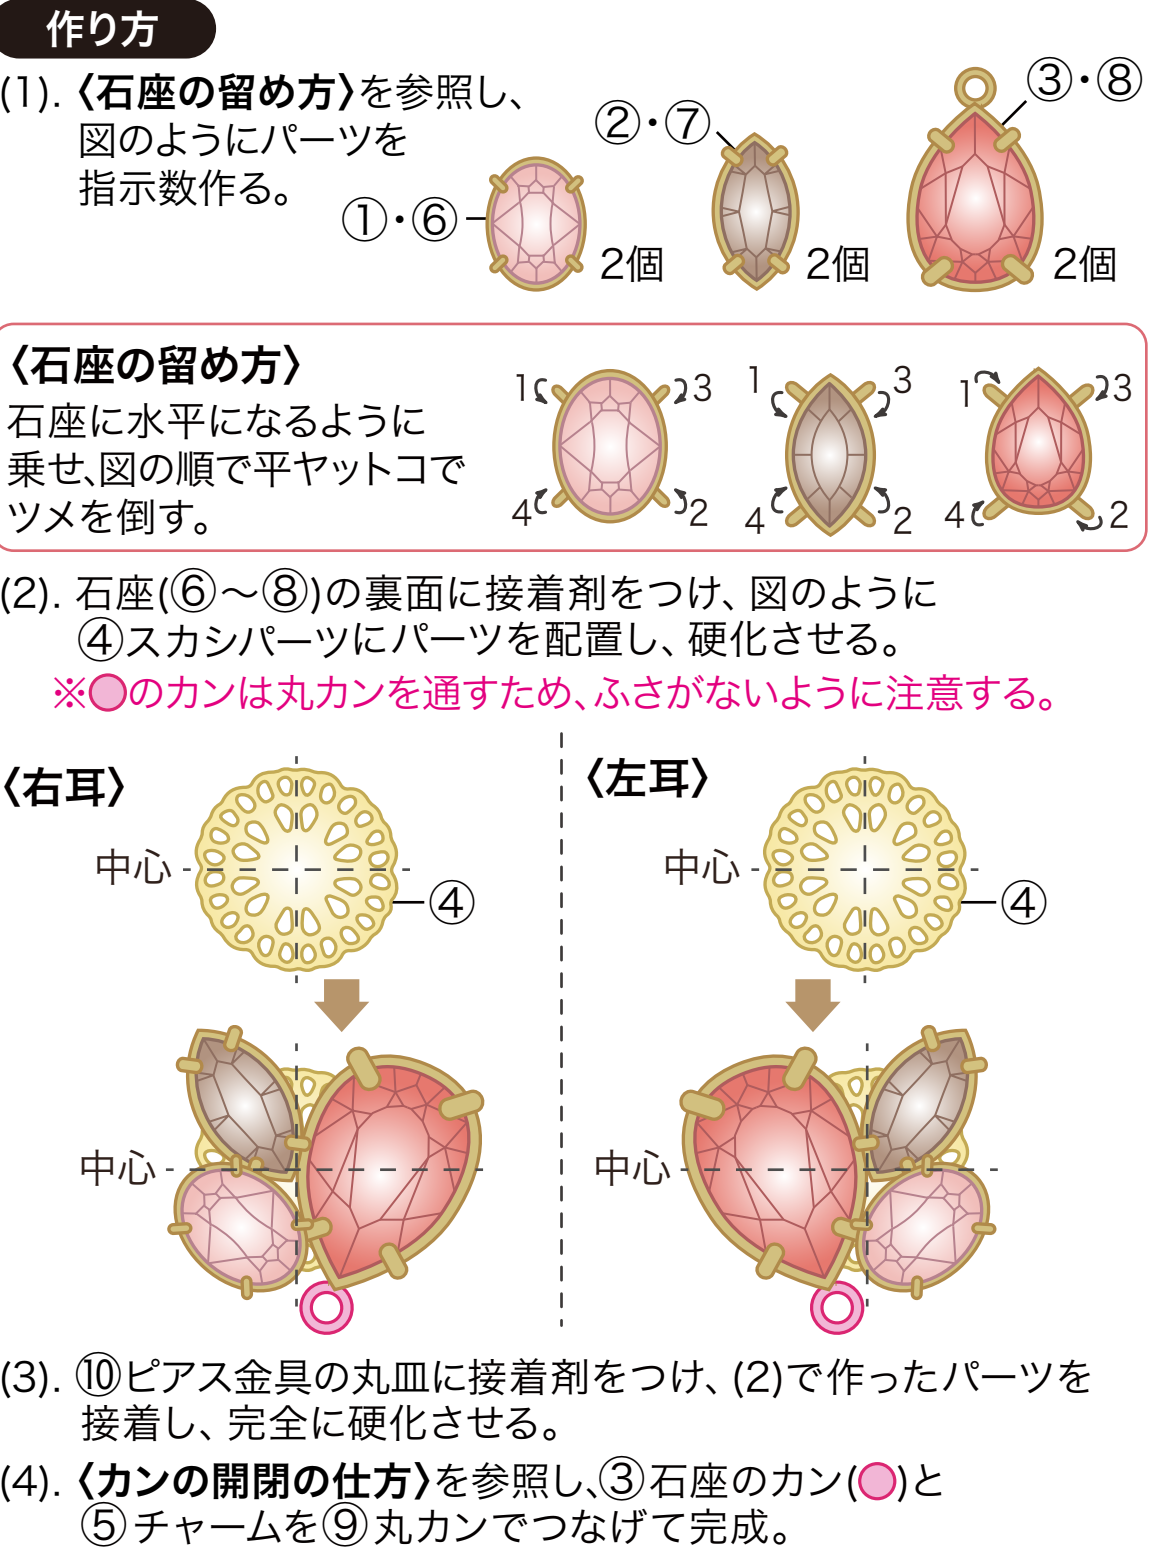 作り方
(1). 〈石座の留め方〉を参照し、
図のようにパーツを
指示数作る。
①・⑥
2個
②・⑦
2個
③・⑧
2個
〈石座の留め方〉
石座に水平になるように
乗せ、図の順で平ヤットコで
ツメを倒す。
1 3
4 2
1 3
4 2
1 3
4 2
(2). 石座(⑥〜⑧)の裏面に接着剤をつけ、図のように
④スカシパーツにパーツを配置し、硬化させる。
※●のカンは丸カンを通すため、ふさがないように注意する。
〈右耳〉
中心
④
中心
〈左耳〉
中心
④
中心
(3). ⑩ピアス金具の丸皿に接着剤をつけ、(2)で作ったパーツを
接着し、完全に硬化させる。
(4). 〈カンの開閉の仕方〉を参照し、③石座のカン(●)と
⑤チャームを⑨丸カンでつなげて完成。